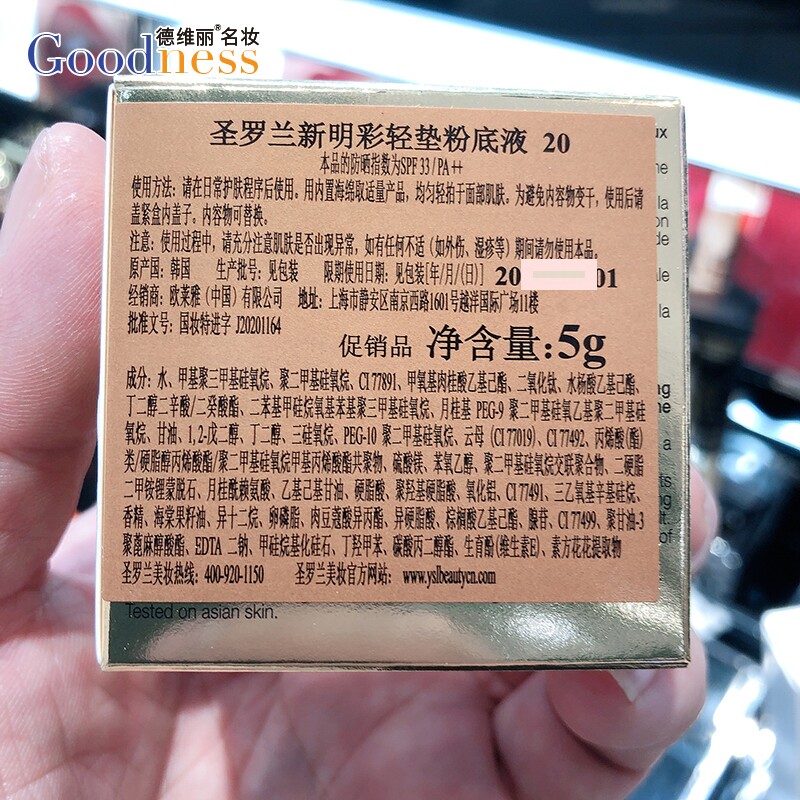 德维丽®名妆
Goodness
圣罗兰新明彩轻垫粉底液 20
本品的防晒指数为SPF 33 / PA ++
使用方法：请在日常护肤程序后使用。用内置海绵取适量产品，均匀轻拍于面部肌肤。为避免内容物变干，使用后请
盖紧盒内盖子。内容物可替换。
注意：使用过程中，请充分注意肌肤是否出现异常，如有任何不适（如外伤、湿疹等）期间请勿使用本品。
原产国：韩国 生产批号：见包装 限期使用日期：见包装[年/月/(日)] 20 01
经销商：欧莱雅（中国）有限公司 地址：上海市静安区南京西路1601号越洋国际广场11楼
批准文号：国妆特进字 J20201164
促销品 净含量:5g
成分：水、甲基聚三甲基硅氧烷、聚二甲基硅氧烷、CI 77891、甲氧基肉桂酸乙基己酯、二氧化钛、水杨酸乙基己酯、
丁二醇二辛酸/二癸酸酯、二苯基甲硅烷氧基苯基聚三甲基硅氧烷、月桂基 PEG-9 聚二甲基硅氧乙基聚二甲基硅
氧烷、甘油、1,2-戊二醇、丁二醇、三硅氧烷、PEG-10 聚二甲基硅氧烷、云母 (CI 77019)、CI 77492、丙烯酸(酯)
类/硬脂醇丙烯酸酯/聚二甲基硅氧烷甲基丙烯酸酯共聚物、硫酸镁、苯氧乙醇、聚二甲基硅氧烷交联聚合物、二硬脂
二甲铵锂蒙脱石、月桂酰赖氨酸、乙基己基甘油、硬脂酸、聚羟基硬脂酸、氧化铝、CI 77491、三乙氧基辛基硅烷、
香精、海棠果籽油、异十二烷、卵磷脂、肉豆蔻酸异丙酯、异硬脂酸、棕榈酸乙基己酯、腺苷、CI 77499、聚甘油-3
聚蓖麻醇酸酯、EDTA 二钠、甲硅烷基化硅石、丁羟甲苯、碳酸丙二醇酯、生育酚(维生素E)、素方花花提取物
圣罗兰美妆热线：400-920-1150 圣罗兰美妆官方网站： www.yslbeautycn.com
Tested on asian skin.